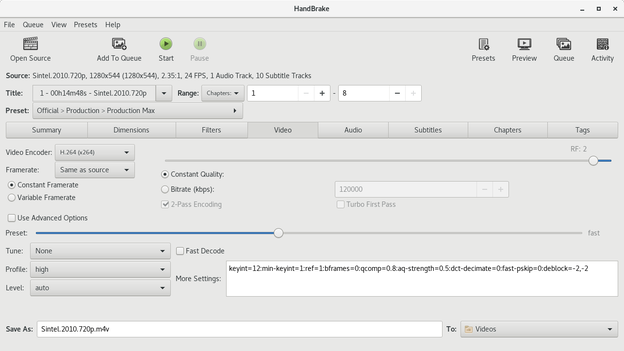 HandBrake
File Queue View Presets Help
Open Source Add To Queue Start Pause Presets Preview Queue Activity
Source: Sintel.2010.720p, 1280x544 (1280x544), 2.35:1, 24 FPS, 1 Audio Track, 10 Subtitle Tracks
Title: 1 - 00h14m48s - Sintel.2010.720p Range: Chapters: 1 - 8
Preset: Official > Production > Production Max
Summary Dimensions Filters Video Audio Subtitles Chapters Tags
RF: 2
Video Encoder: H.264 (x264)
Framerate: Same as source
Constant Quality:
Constant Framerate
Bitrate (kbps): 120000
Variable Framerate
2-Pass Encoding Turbo First Pass
Use Advanced Options
Preset: fast
Tune: None Fast Decode
Profile: high
More Settings: keyint=12:min-keyint=1:ref=1:bframes=0:qcomp=0.8:aq-strength=0.5:dct-decimate=0:fast-pskip=0:deblock=-2,-2
Level: auto
Save As: Sintel.2010.720p.m4v To: Videos